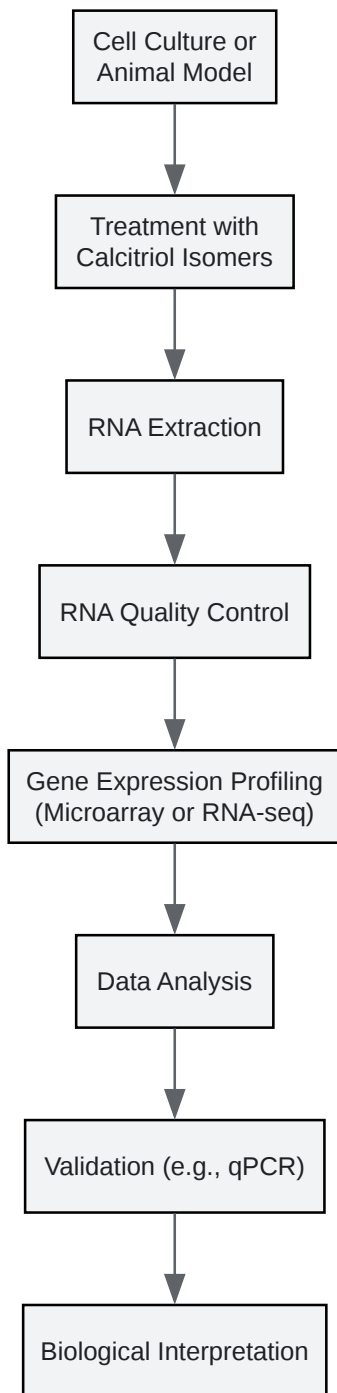 Cell Culture or
Animal Model
Treatment with
Calcitriol Isomers
RNA Extraction
RNA Quality Control
Gene Expression Profiling
(Microarray or RNA-seq)
Data Analysis
Validation (e.g., qPCR)
Biological Interpretation